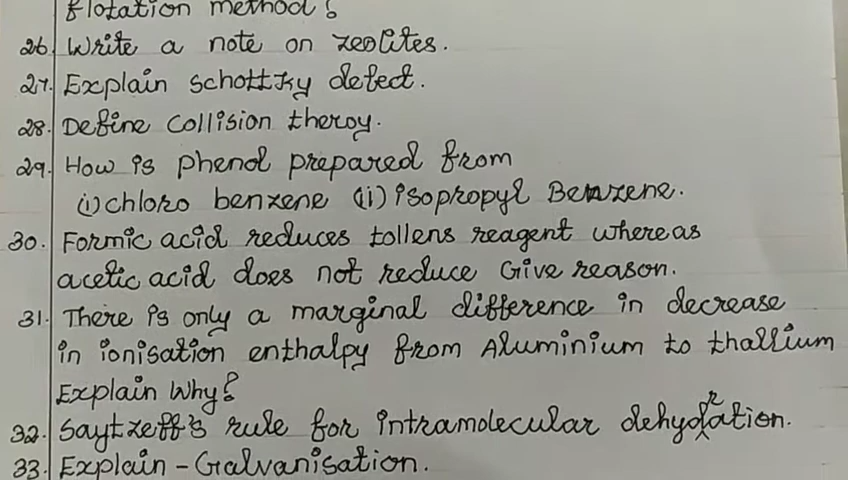 flotation method?
26. Write a note on zeolites.
27. Explain schottky defect.
28. Define collision theroy.
29. How is phenol prepared from
(i) chloro benzene (ii) isopropyl Benzene.
30. Formic acid reduces tollens reagent where as
acetic acid does not reduce Give reason.
31. There is only a marginal difference in decrease
in ionisation enthalpy from Aluminium to thallium
Explain Why?
32. Saytzeff's rule for intramolecular dehydration.
33. Explain - Galvanisation.